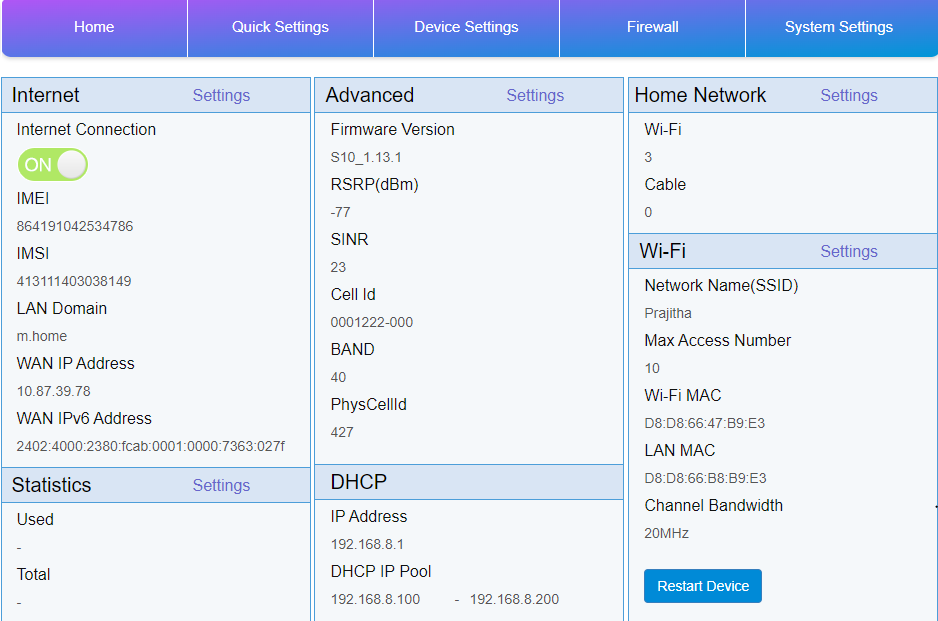 Home
Quick Settings
Device Settings
Firewall
System Settings
Internet
Settings
Internet Connection
ON
IMEI
864191042534786
IMSI
413111403038149
LAN Domain
m.home
WAN IP Address
10.87.39.78
WAN IPv6 Address
2402:4000:2380:fcab:0001:0000:7363:027f
Statistics
Settings
Used
-
Total
-
Advanced
Settings
Firmware Version
S10_1.13.1
RSRP(dBm)
-77
SINR
23
Cell Id
0001222-000
BAND
40
PhysCellId
427
DHCP
IP Address
192.168.8.1
DHCP IP Pool
192.168.8.100 - 192.168.8.200
Home Network
Settings
Wi-Fi
3
Cable
0
Wi-Fi
Settings
Network Name(SSID)
Prajitha
Max Access Number
10
Wi-Fi MAC
D8:D8:66:47:B9:E3
LAN MAC
D8:D8:66:B8:B9:E3
Channel Bandwidth
20MHz
Restart Device